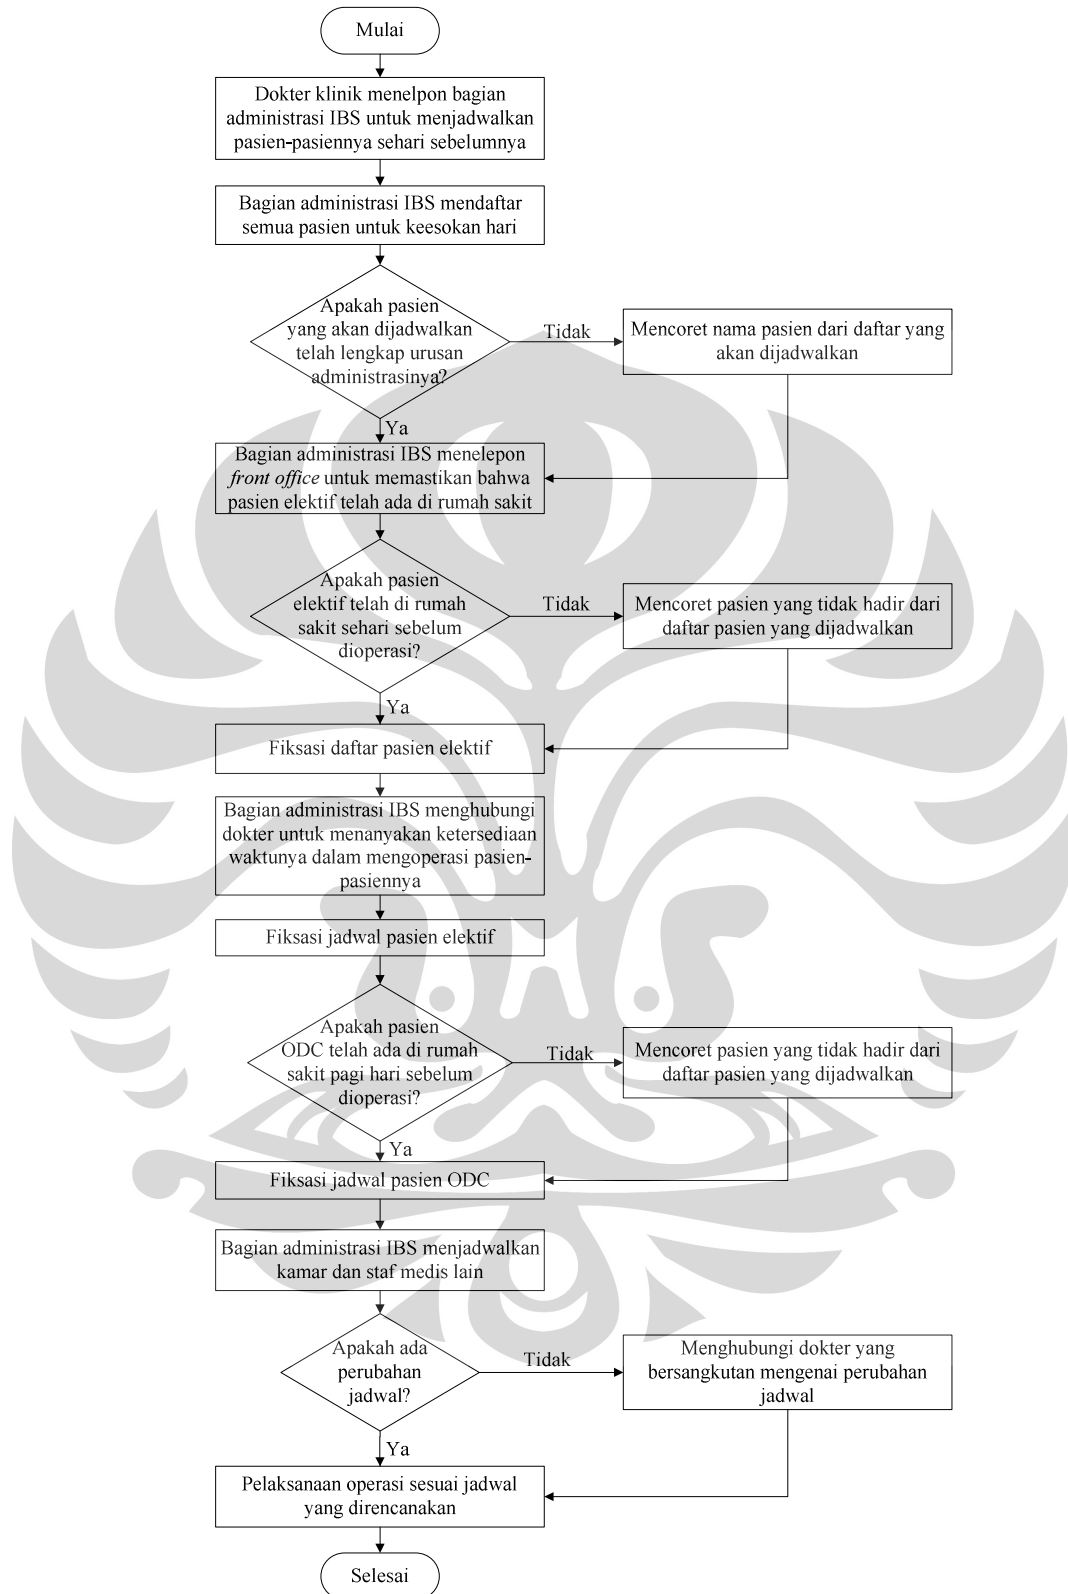 Mulai
Dokter klinik menelpon bagian
administrasi IBS untuk menjadwalkan
pasien-pasiennya sehari sebelumnya
Bagian administrasi IBS mendaftar
semua pasien untuk keesokan hari
Apakah pasien
yang akan dijadwalkan
telah lengkap urusan
administrasinya?
Tidak
Mencoret nama pasien dari daftar yang
akan dijadwalkan
Ya
Bagian administrasi IBS menelepon
front office untuk memastikan bahwa
pasien elektif telah ada di rumah sakit
Apakah pasien
elektif telah di rumah
sakit sehari sebelum
dioperasi?
Tidak
Mencoret pasien yang tidak hadir dari
daftar pasien yang dijadwalkan
Ya
Fiksasi daftar pasien elektif
Bagian administrasi IBS menghubungi
dokter untuk menanyakan ketersediaan
waktunya dalam mengoperasi pasien-
pasiennya
Fiksasi jadwal pasien elektif
Apakah pasien
ODC telah ada di rumah
sakit pagi hari sebelum
dioperasi?
Tidak
Mencoret pasien yang tidak hadir dari
daftar pasien yang dijadwalkan
Ya
Fiksasi jadwal pasien ODC
Bagian administrasi IBS menjadwalkan
kamar dan staf medis lain
Apakah ada
perubahan
jadwal?
Tidak
Menghubungi dokter yang
bersangkutan mengenai perubahan
jadwal
Ya
Pelaksanaan operasi sesuai jadwal
yang direncanakan
Selesai